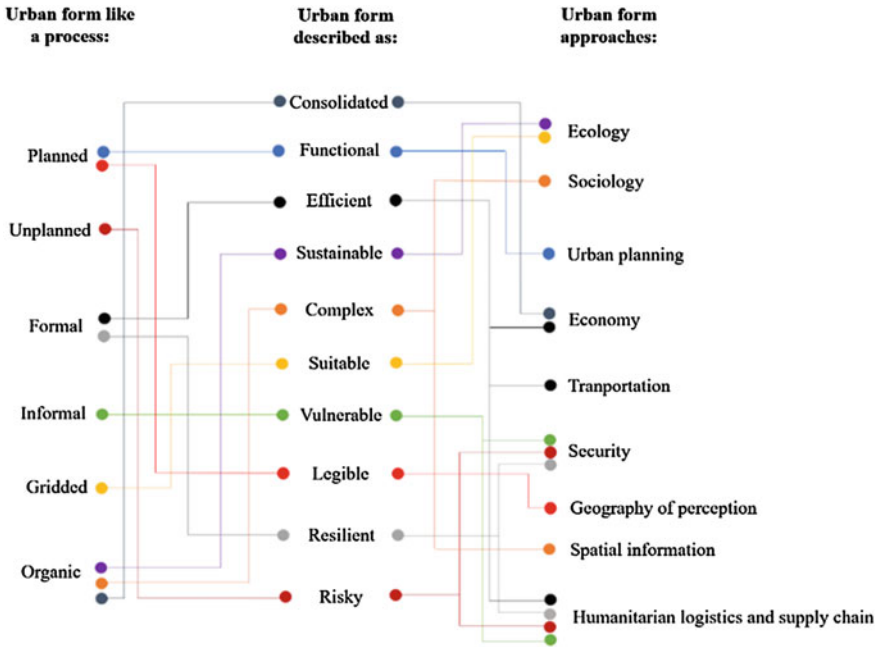 Urban form like
a process:
Urban form
described as:
Urban form
approaches:
Planned
Unplanned
Formal
Informal
Gridded
Organic
Consolidated
Functional
Efficient
Sustainable
Complex
Suitable
Vulnerable
Legible
Resilient
Risky
Ecology
Sociology
Urban planning
Economy
Tranportation
Security
Geography of perception
Spatial information
Humanitarian logistics and supply chain